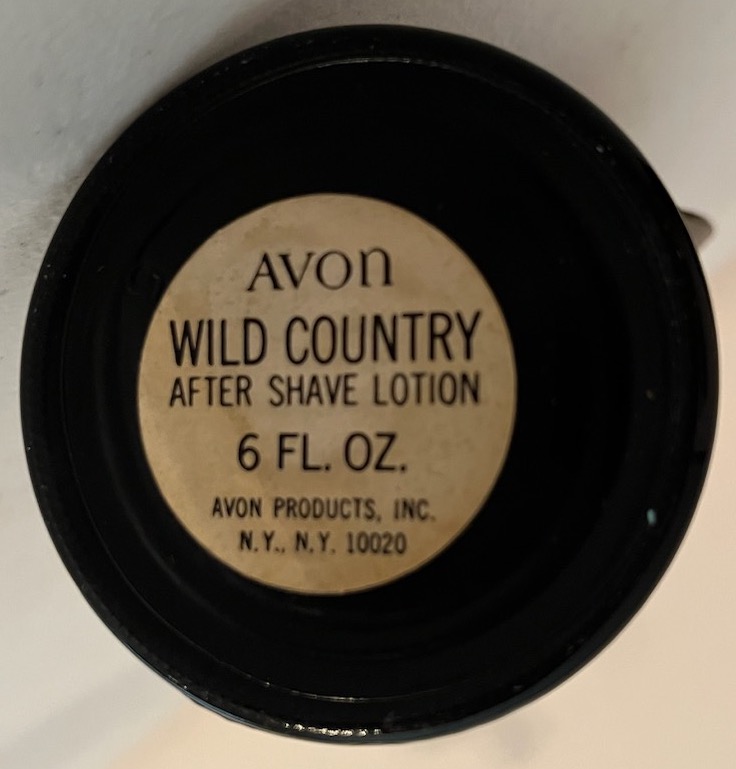 AVON
WILD COUNTRY
AFTER SHAVE LOTION
6 FL. OZ.
AVON PRODUCTS, INC.
N.Y., N.Y. 10020